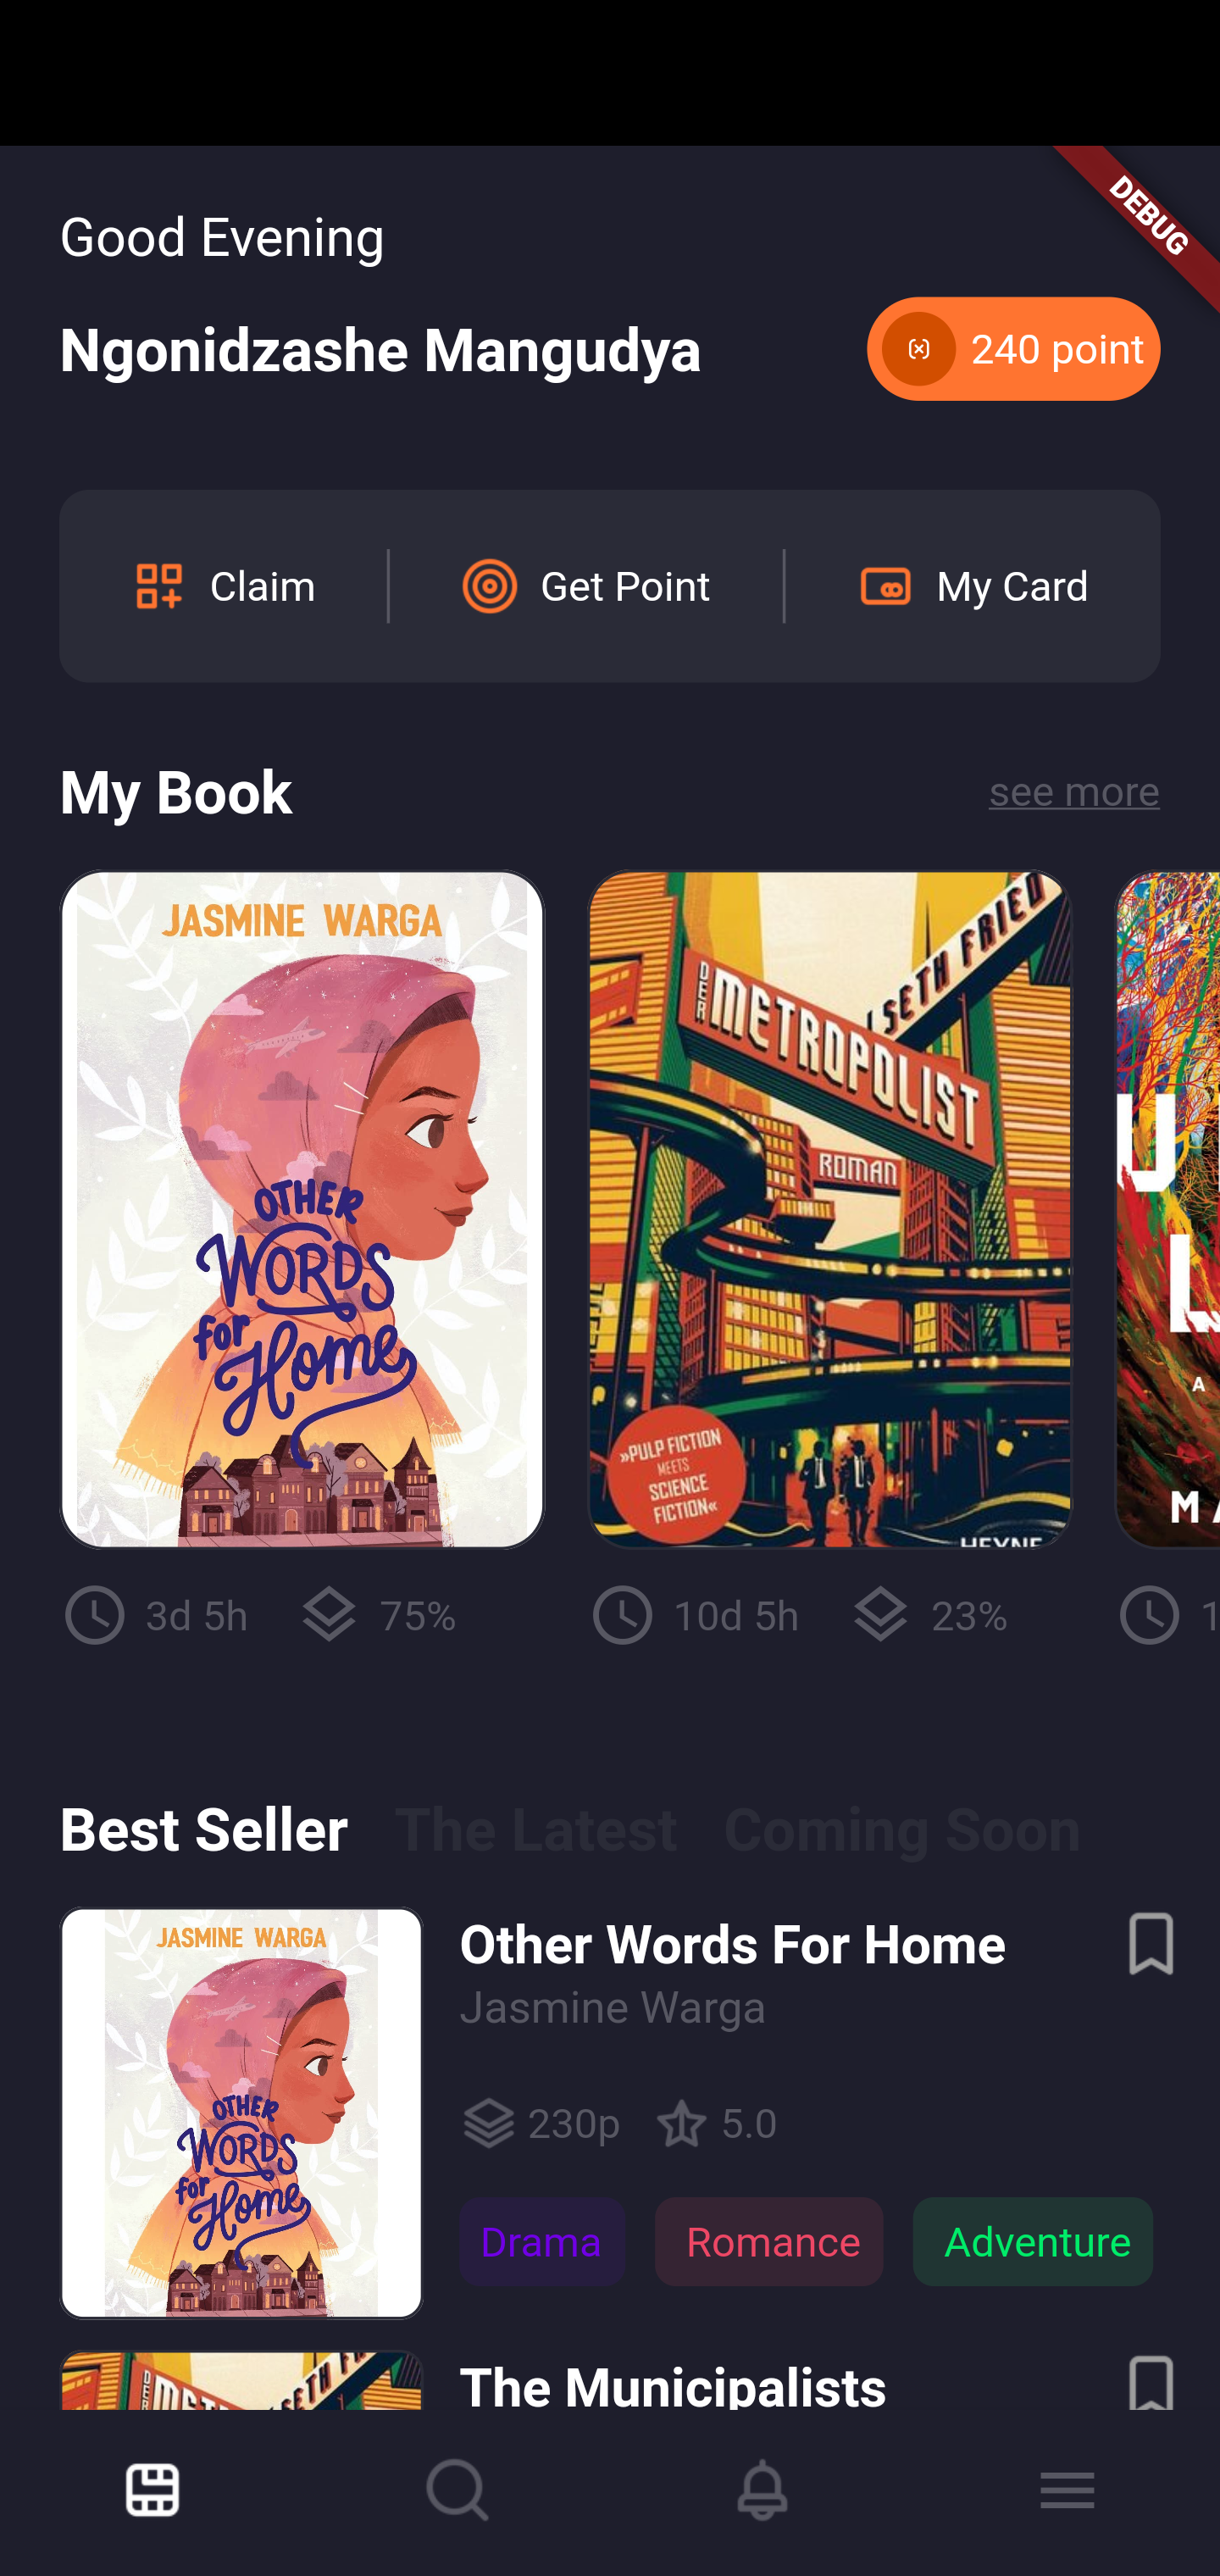 DEBUG
Good Evening
Ngonidzashe Mangudya
240 point
Claim
Get Point
My Card
My Book
see more
JASMINE WARGA
OTHER
WORDS
for
Home
SETH FRIED
DER
METROPOLIST
ROMAN
»PULP FICTION
MEETS
SCIENCE
FICTION«
HEYNE
U
L
A
MA
3d 5h
75%
10d 5h
23%
1
Best Seller
The Latest
Coming Soon
JASMINE WARGA
OTHER
WORDS
for
Home
Other Words For Home
Jasmine Warga
230p
5.0
Drama
Romance
Adventure
The Municipalists